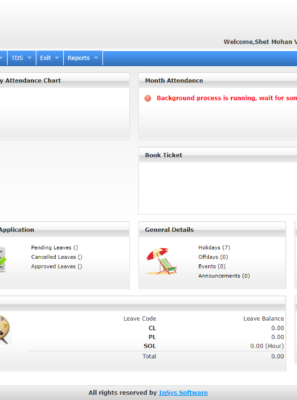 Welcome,Shet Mohan V
TDS Exit Reports
y Attendance Chart
Month Attendance
Background process is running, wait for son
Book Ticket
Application
Pending Leaves ()
Cancelled Leaves ()
Approved Leaves ()
General Details
Holidays (7)
Offdays (0)
Events (0)
Announcements (0)
Leave Code Leave Balance
CL 0.00
PL 0.00
SOL 0.00 (Hour)
Total 0.00
All rights reserved by InSys Software